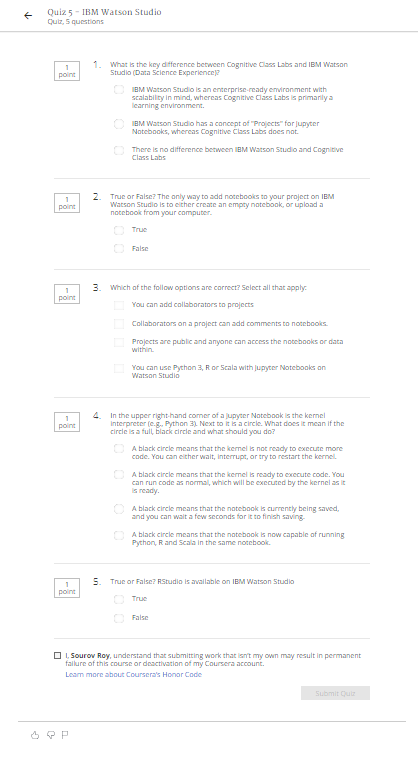 Quiz 5 – IBM Watson Studio
Quiz, 5 questions
1
point
1. What is the key difference between Cognitive Class Labs and IBM Watson
Studio (Data Science Experience)?
IBM Watson Studio is an enterprise-ready environment with
scalability in mind, whereas Cognitive Class Labs is primarily a
learning environment.
IBM Watson Studio has a concept of "Projects" for Jupyter
Notebooks, whereas Cognitive Class Labs does not.
There is no difference between IBM Watson Studio and Cognitive
Class Labs
1
point
2. True or False? The only way to add notebooks to your project on IBM
Watson Studio is to either create an empty notebook, or upload a
notebook from your computer.
True
False
1
point
3. Which of the follow options are correct? Select all that apply:
You can add collaborators to projects
Collaborators on a project can add comments to notebooks.
Projects are public and anyone can access the notebooks or data
within.
You can use Python 3, R or Scala with Jupyter Notebooks on
Watson Studio
1
point
4. In the upper right-hand corner of a Jupyter Notebook is the kernel
interpreter (e.g., Python 3). Next to it is a circle. What does it mean if the
circle is a full, black circle and what should you do?
A black circle means that the kernel is not ready to execute more
code. You can either wait, interrupt, or try to restart the kernel.
A black circle means that the kernel is ready to execute code. You
can run code as normal, which will be executed by the kernel as it
is ready.
A black circle means that the notebook is currently being saved,
and you can wait a few seconds for it to finish saving.
A black circle means that the notebook is now capable of running
Python, R and Scala in the same notebook.
1
point
5. True or False? RStudio is available on IBM Watson Studio
True
False
I, Sourov Roy, understand that submitting work that isn't my own may result in permanent
failure of this course or deactivation of my Coursera account.
Learn more about Coursera's Honor Code
Submit Quiz